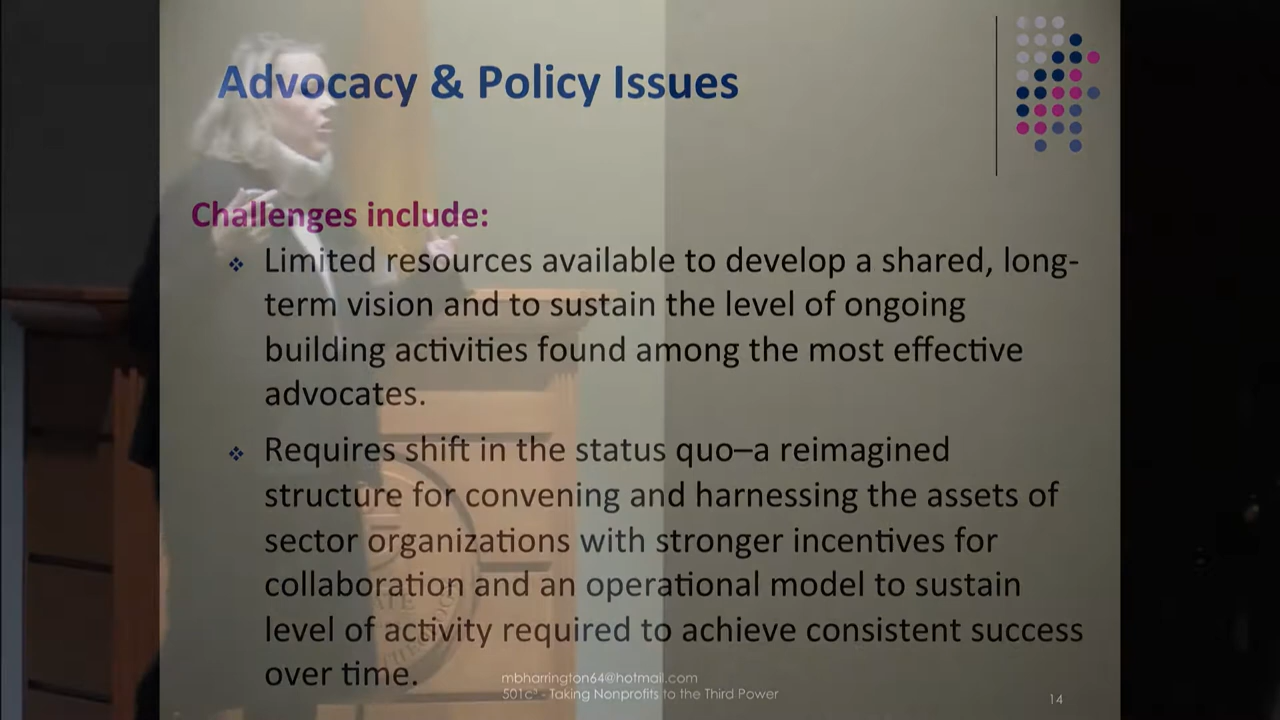 Advocacy & Policy Issues
Challenges include:
❖ Limited resources available to develop a shared, long-
term vision and to sustain the level of ongoing
building activities found among the most effective
advocates.
❖ Requires shift in the status quo–a reimagined
structure for convening and harnessing the assets of
sector organizations with stronger incentives for
collaboration and an operational model to sustain
level of activity required to achieve consistent success
over time.
mbharrington64@hotmail.com
501c³ - Taking Nonprofits to the Third Power
14